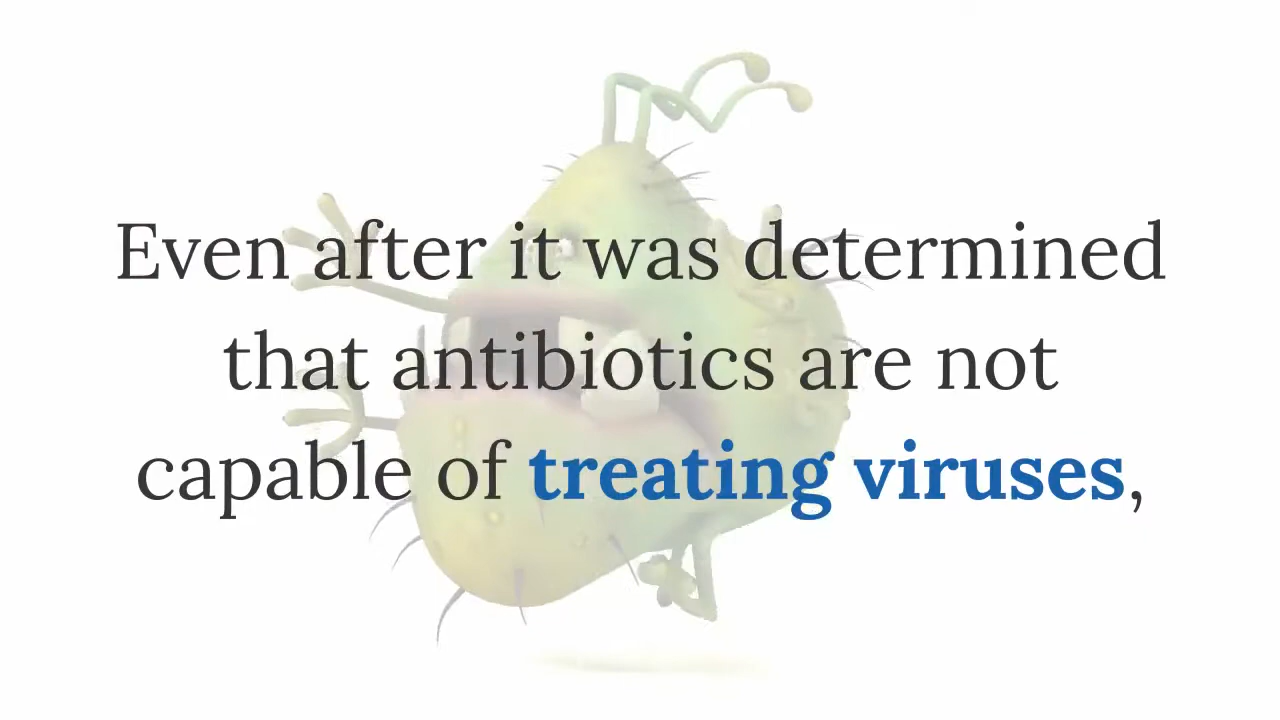 Even after it was determined
that antibiotics are not
capable of treating viruses,